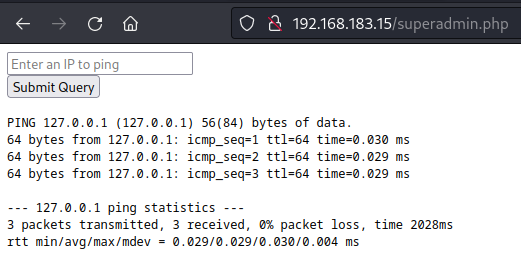 192.168.183.15/superadmin.php
Enter an IP to ping
Submit Query
PING 127.0.0.1 (127.0.0.1) 56(84) bytes of data.
64 bytes from 127.0.0.1: icmp_seq=1 ttl=64 time=0.030 ms
64 bytes from 127.0.0.1: icmp_seq=2 ttl=64 time=0.029 ms
64 bytes from 127.0.0.1: icmp_seq=3 ttl=64 time=0.029 ms
--- 127.0.0.1 ping statistics ---
3 packets transmitted, 3 received, 0% packet loss, time 2028ms
rtt min/avg/max/mdev = 0.029/0.029/0.030/0.004 ms